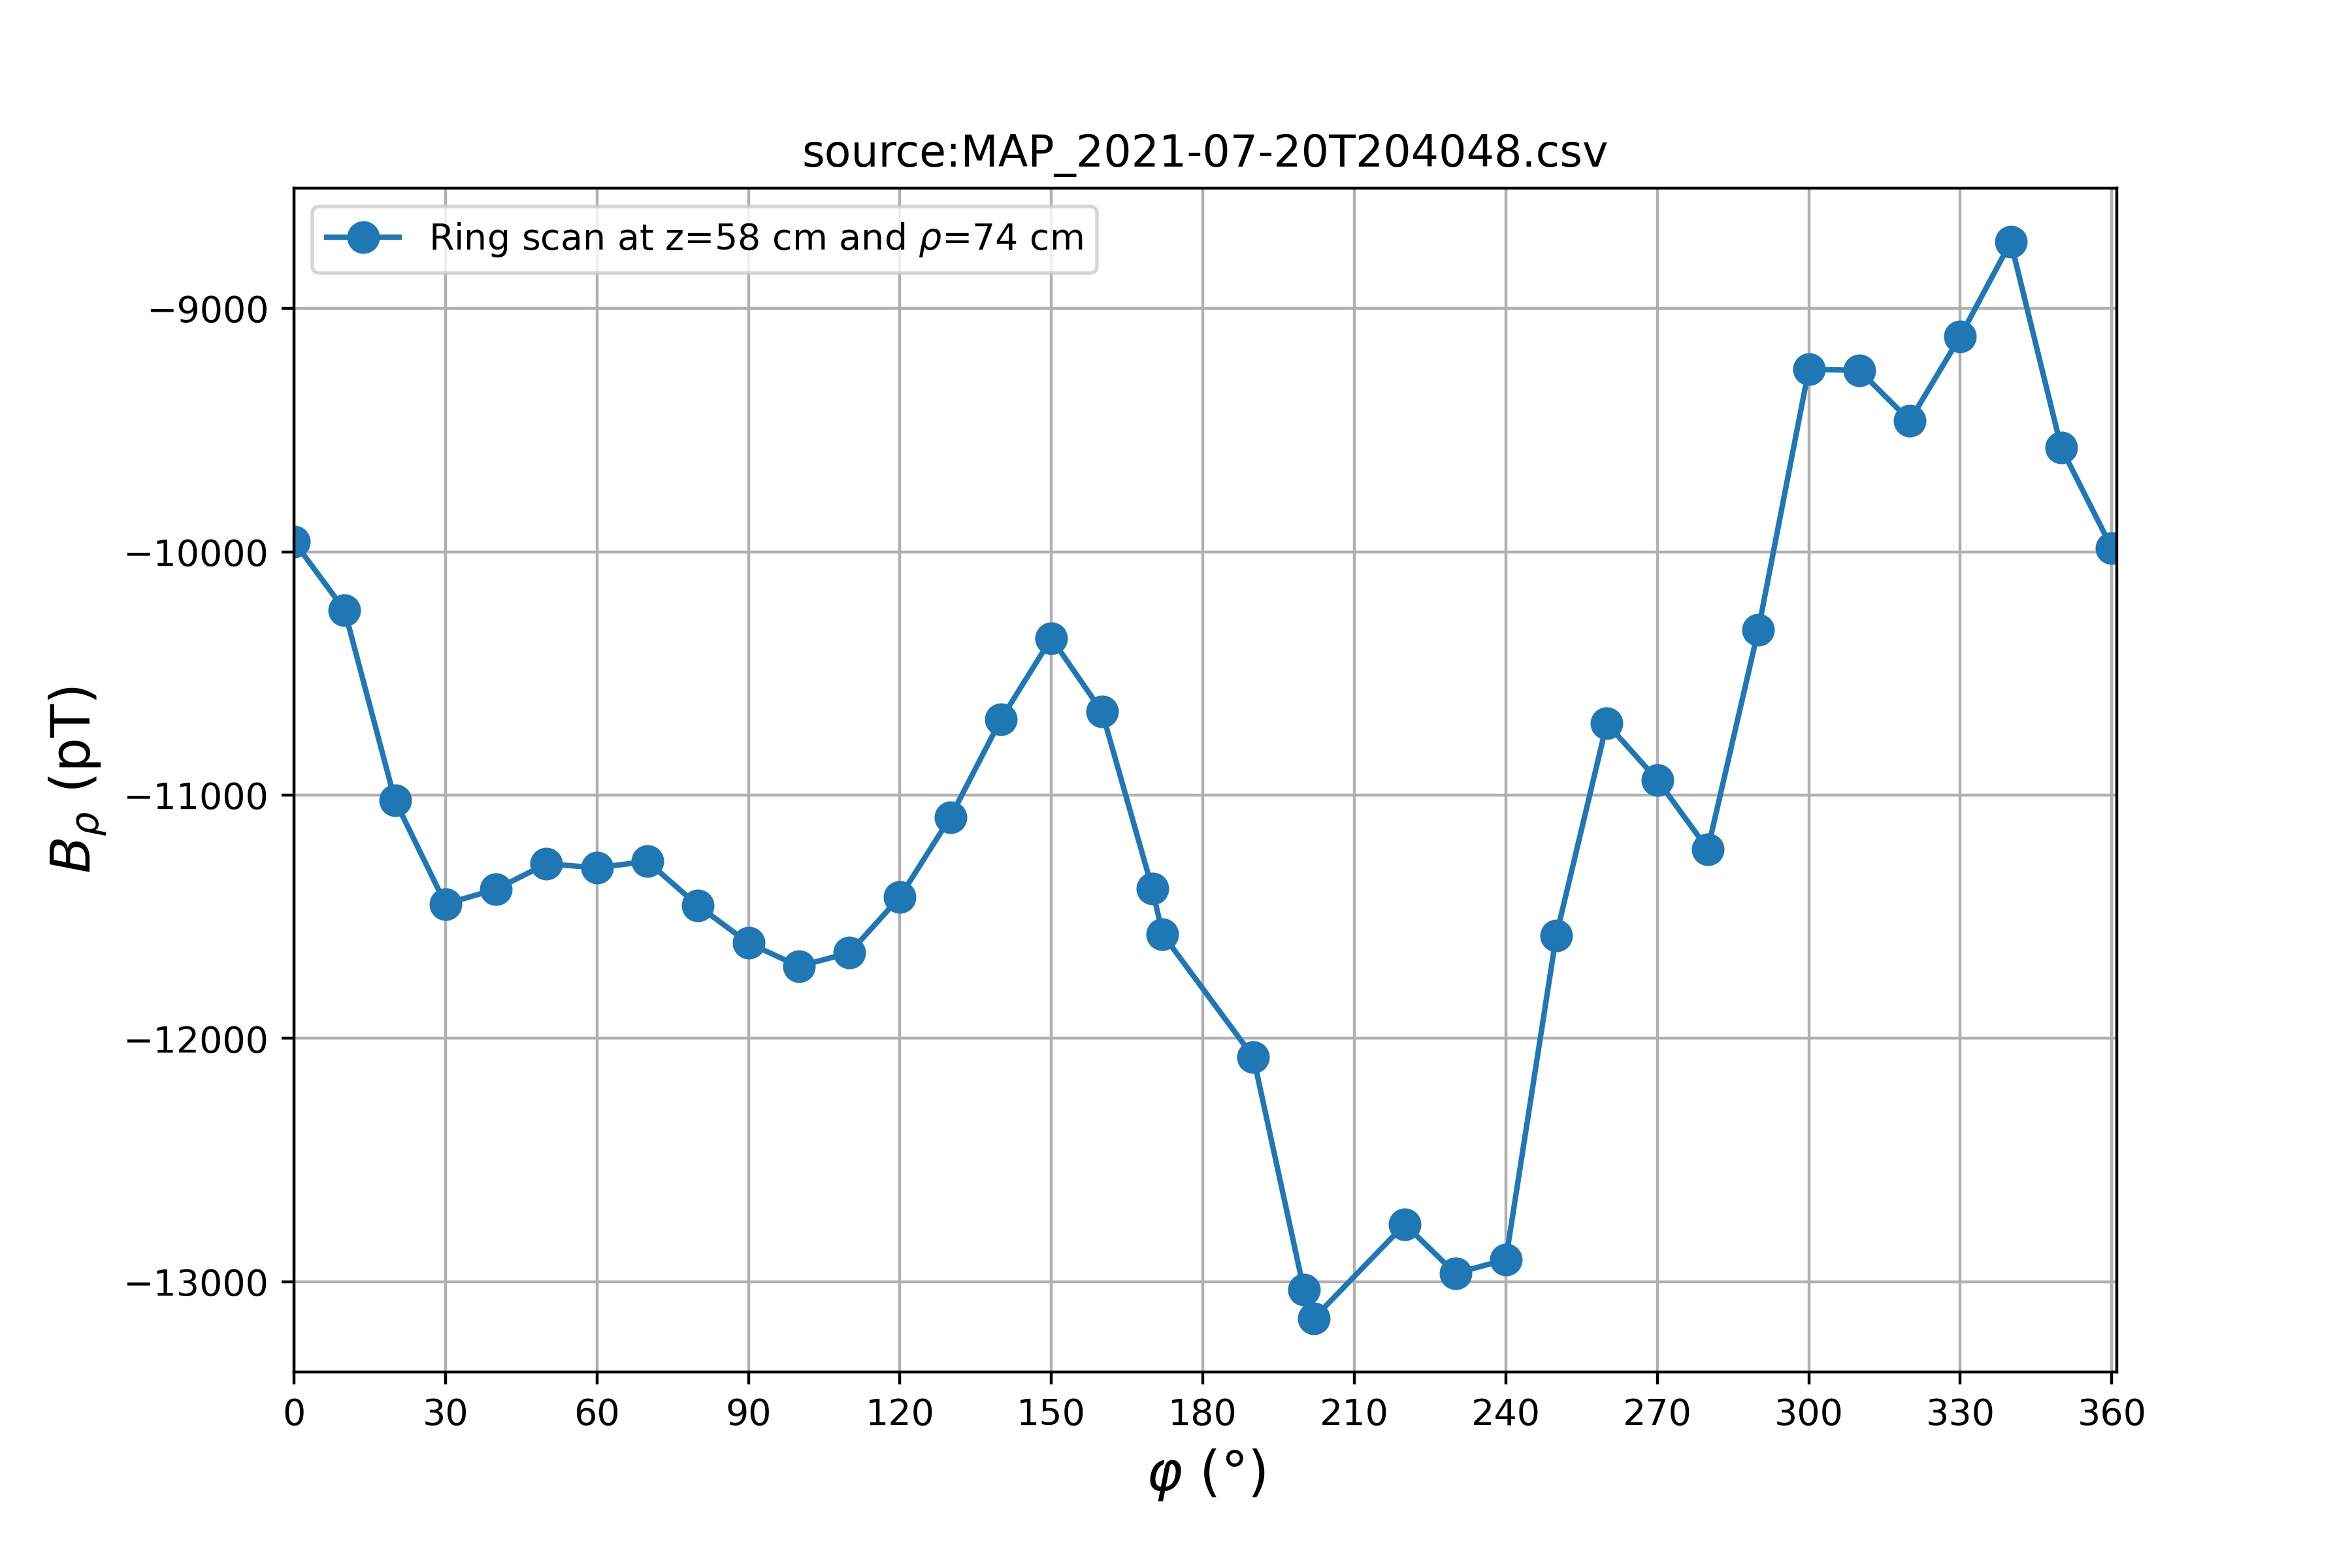 source:MAP_2021-07-20T204048.csv
Ring scan at z=58 cm and ρ=74 cm
−9000
−10000
−11000
−12000
−13000
Bρ (pT)
0 30 60 90 120 150 180 210 240 270 300 330 360
φ (°)